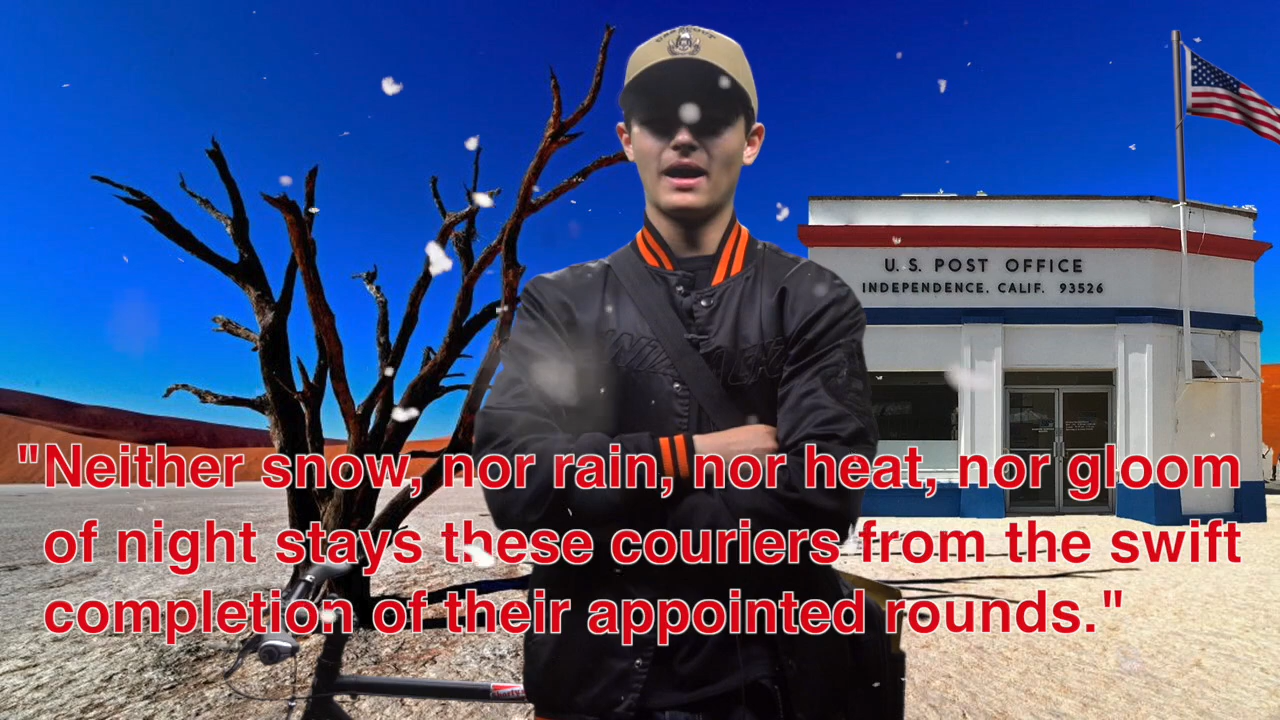 U.S. POST OFFICE
INDEPENDENCE, CALIF. 93526
"Neither snow, nor rain, nor heat, nor gloom
of night stays these couriers from the swift
completion of their appointed rounds."